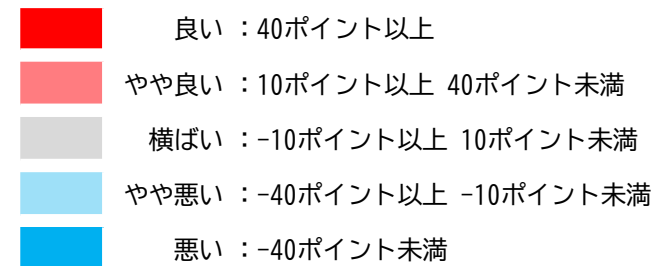 良い ：40ポイント以上
やや良い ：10ポイント以上 40ポイント未満
横ばい ：-10ポイント以上 10ポイント未満
やや悪い ：-40ポイント以上 -10ポイント未満
悪い ：-40ポイント未満